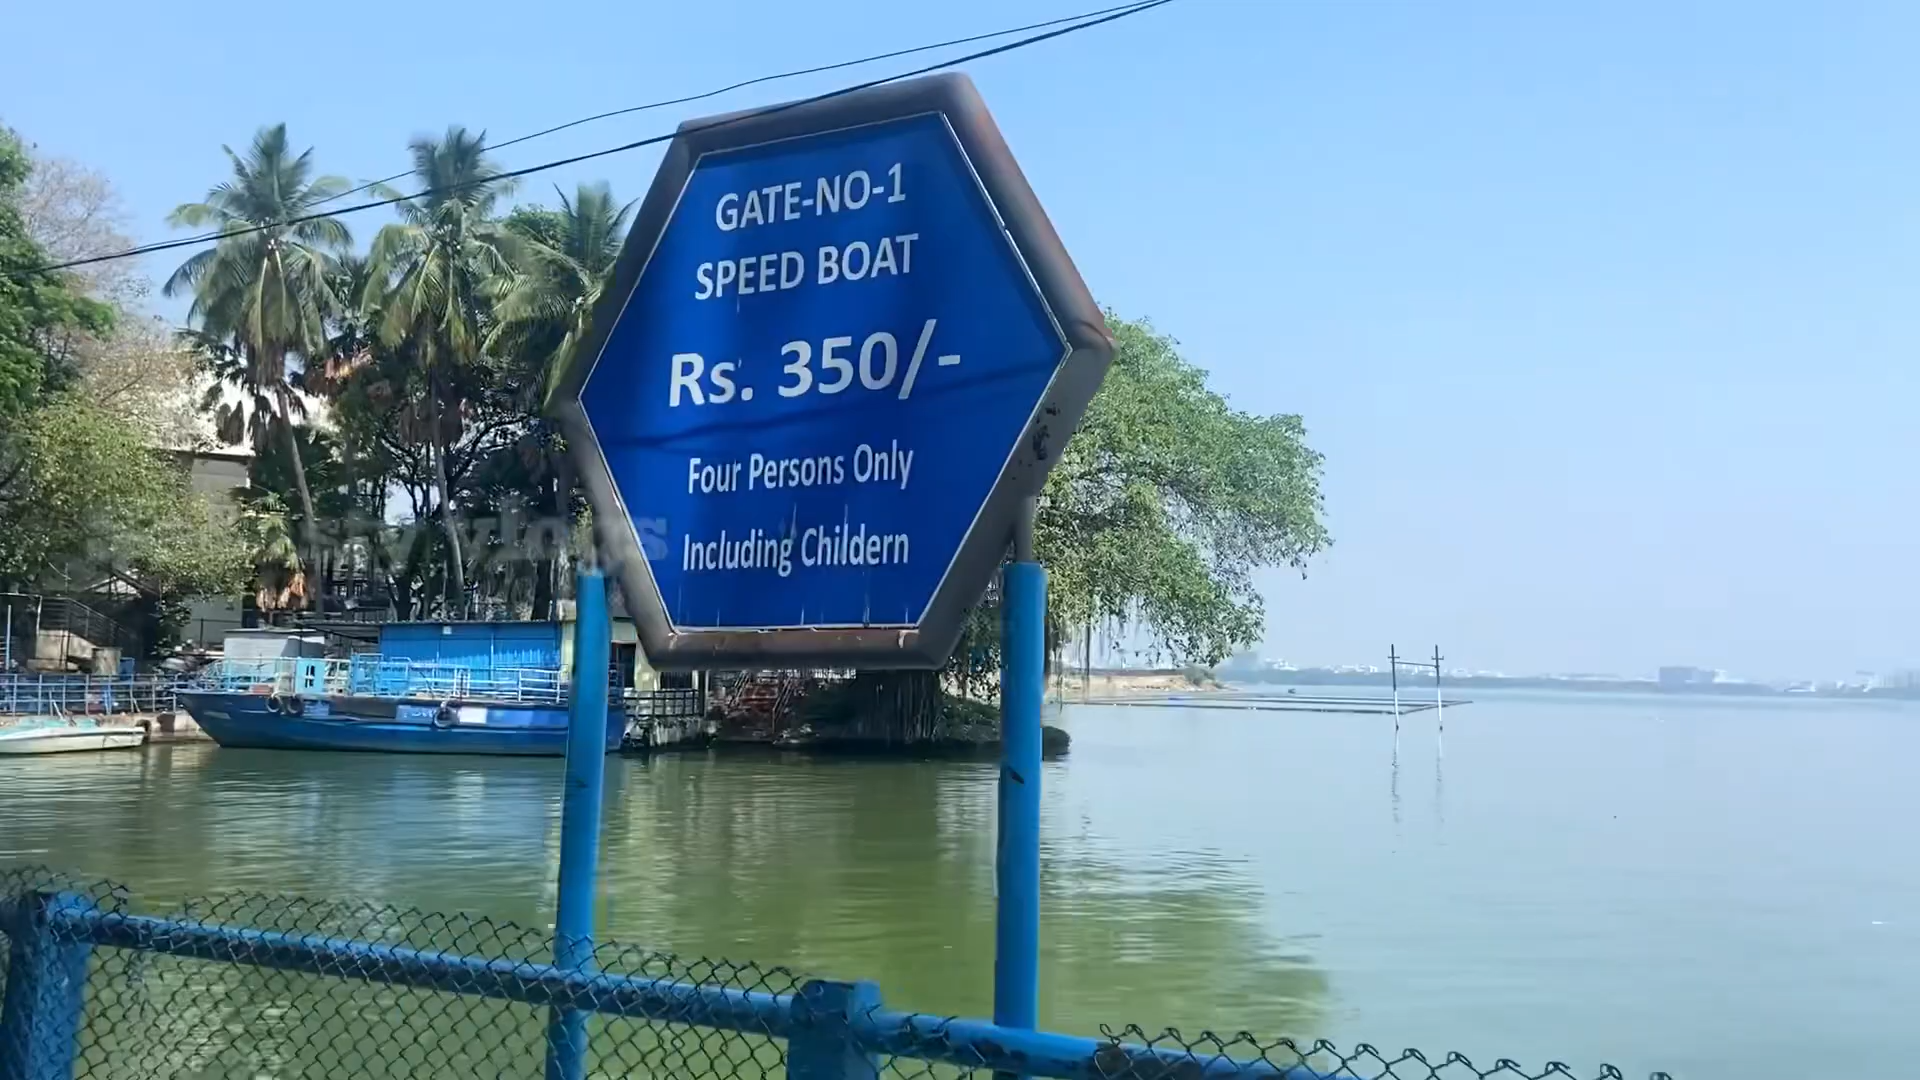 GATE-NO-1
SPEED BOAT
Rs. 350/-
Four Persons Only
Including Childern